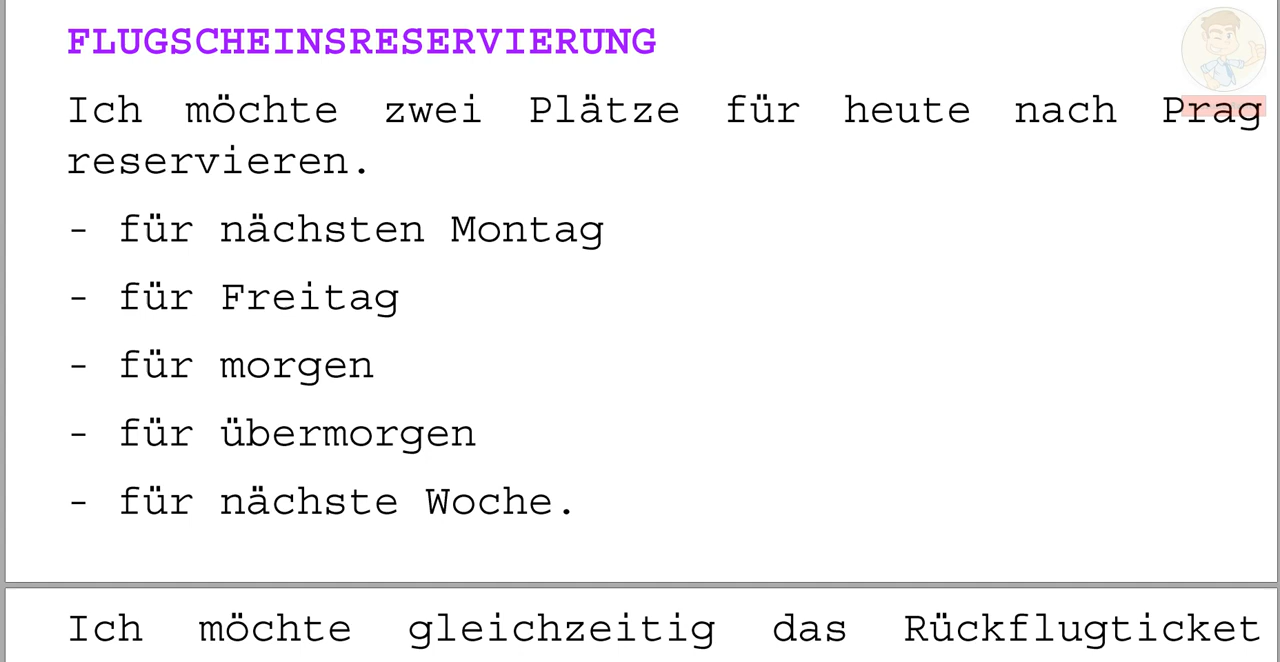 FLUGSCHEINSRESERVIERUNG
Ich möchte zwei Plätze für heute nach Prag
reservieren.
- für nächsten Montag
- für Freitag
- für morgen
- für übermorgen
- für nächste Woche.
Ich möchte gleichzeitig das Rückflugticket